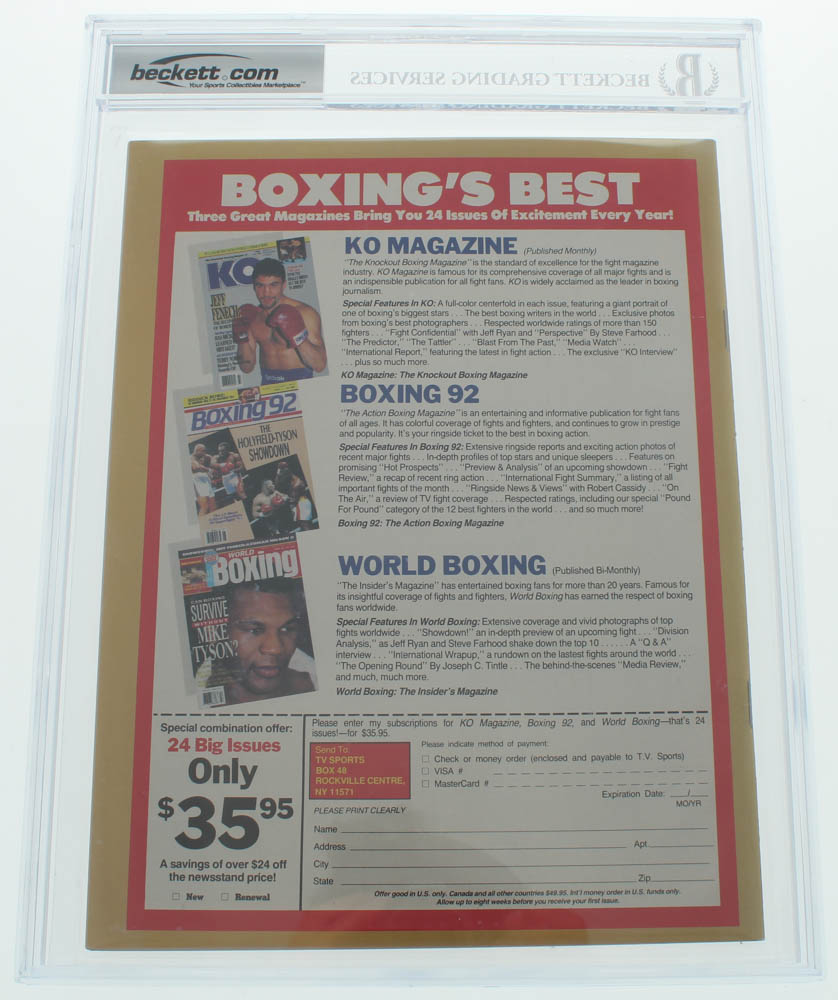 beckett.com
Your Sports Collectibles Marketplace™
BECKETT GRADING SERVICES
BOXING'S BEST
Three Great Magazines Bring You 24 Issues Of Excitement Every Year!
KO
JEFF
FENECH
KO MAGAZINE (Published Monthly)
"The Knockout Boxing Magazine" is the standard of excellence for the fight magazine
industry. KO Magazine is famous for its comprehensive coverage of all major fights and is
an indispensible publication for all fight fans. KO is widely acclaimed as the leader in boxing
journalism.
Special Features In KO: A full-color centerfold in each issue, featuring a giant portrait of
one of boxing's biggest stars . . . The best boxing writers in the world . . . Exclusive photos
from boxing's best photographers . . . Respected worldwide ratings of more than 150
fighters . . . "Fight Confidential" with Jeff Ryan and "Perspective" By Steve Farhood . . .
"The Predictor," "The Tattler" . . . "Blast From The Past," "Media Watch" . . .
"International Report," featuring the latest in fight action . . . The exclusive "KO Interview"
. . . plus so much more.
KO Magazine: The Knockout Boxing Magazine
Boxing 92
THE
HOLYFIELD-TYSON
SHOWDOWN
BOXING 92
"The Action Boxing Magazine" is an entertaining and informative publication for fight fans
of all ages. It has colorful coverage of fights and fighters, and continues to grow in prestige
and popularity. It's your ringside ticket to the best in boxing action.
Special Features In Boxing 92: Extensive ringside reports and exciting action photos of
recent major fights . . . In-depth profiles of top stars and unique sleepers . . . Features on
promising "Hot Prospects" . . . "Preview & Analysis" of an upcoming showdown . . . "Fight
Review," a recap of recent ring action . . . "International Fight Summary," a listing of all
important fights of the month . . . "Ringside News & Views" with Robert Cassidy . . . "On
The Air," a review of TV fight coverage . . . Respected ratings, including our special "Pound
For Pound" category of the 12 best fighters in the world . . . and so much more!
Boxing 92: The Action Boxing Magazine
WORLD
Boxing
CAN BOXING
SURVIVE
WITHOUT
MIKE
TYSON?
WORLD BOXING (Published Bi-Monthly)
"The Insider's Magazine" has entertained boxing fans for more than 20 years. Famous for
its insightful coverage of fights and fighters, World Boxing has earned the respect of boxing
fans worldwide.
Special Features In World Boxing: Extensive coverage and vivid photographs of top
fights worldwide . . . "Showdown!" an in-depth preview of an upcoming fight . . . "Division
Analysis," as Jeff Ryan and Steve Farhood shake down the top 10 . . . . . . A "Q & A"
interview . . . "International Wrapup," a rundown on the lastest fights around the world . . .
"The Opening Round" By Joseph C. Tintle . . . The behind-the-scenes "Media Review,"
and much, much more.
World Boxing: The Insider's Magazine
Special combination offer:
24 Big Issues
Only
$35.95
A savings of over $24 off
the newsstand price!
□ New □ Renewal
Please enter my subscriptions for KO Magazine, Boxing 92, and World Boxing—that's 24
issues!—for $35.95.
Send To:
TV SPORTS
BOX 48
ROCKVILLE CENTRE,
NY 11571
Please indicate method of payment:
□ Check or money order (enclosed and payable to T.V. Sports)
□ VISA #
□ MasterCard #
Expiration Date: ___/___
MO/YR
PLEASE PRINT CLEARLY
Name
Address Apt.
City
State Zip
Offer good in U.S. only. Canada and all other countries $49.95. Int'l money order in U.S. funds only.
Allow up to eight weeks before you receive your first issue.